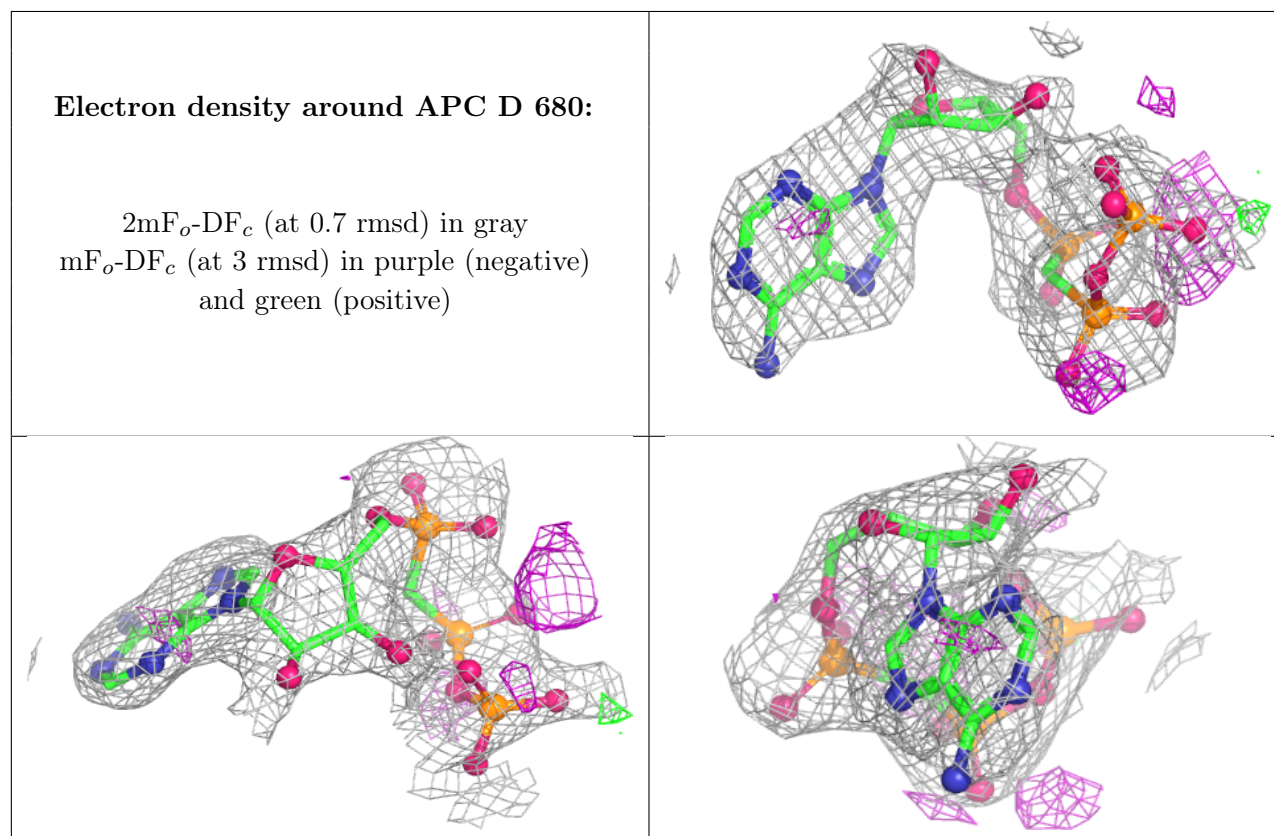 Electron density around APC D 680:
2mFₒ-DF𝒸 (at 0.7 rmsd) in gray
mFₒ-DF𝒸 (at 3 rmsd) in purple (negative)
and green (positive)